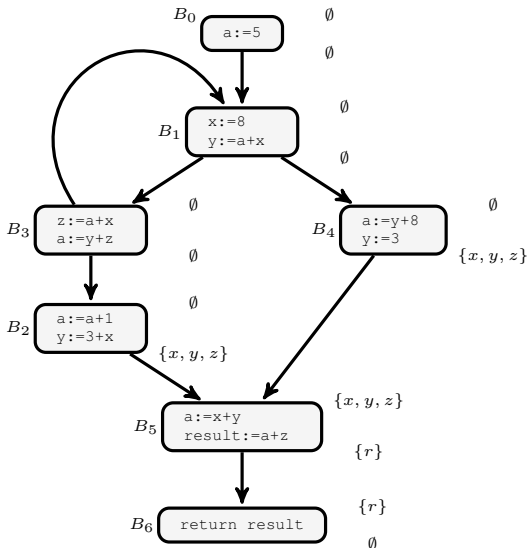 B₀
a:=5
∅
∅
B₁
x:=8
y:=a+x
∅
∅
B₃
z:=a+x
a:=y+z
∅
∅
B₄
a:=y+8
y:=3
∅
{x, y, z}
B₂
a:=a+1
y:=3+x
∅
{x, y, z}
B₅
a:=x+y
result:=a+z
{x, y, z}
{r}
B₆
return result
{r}
∅